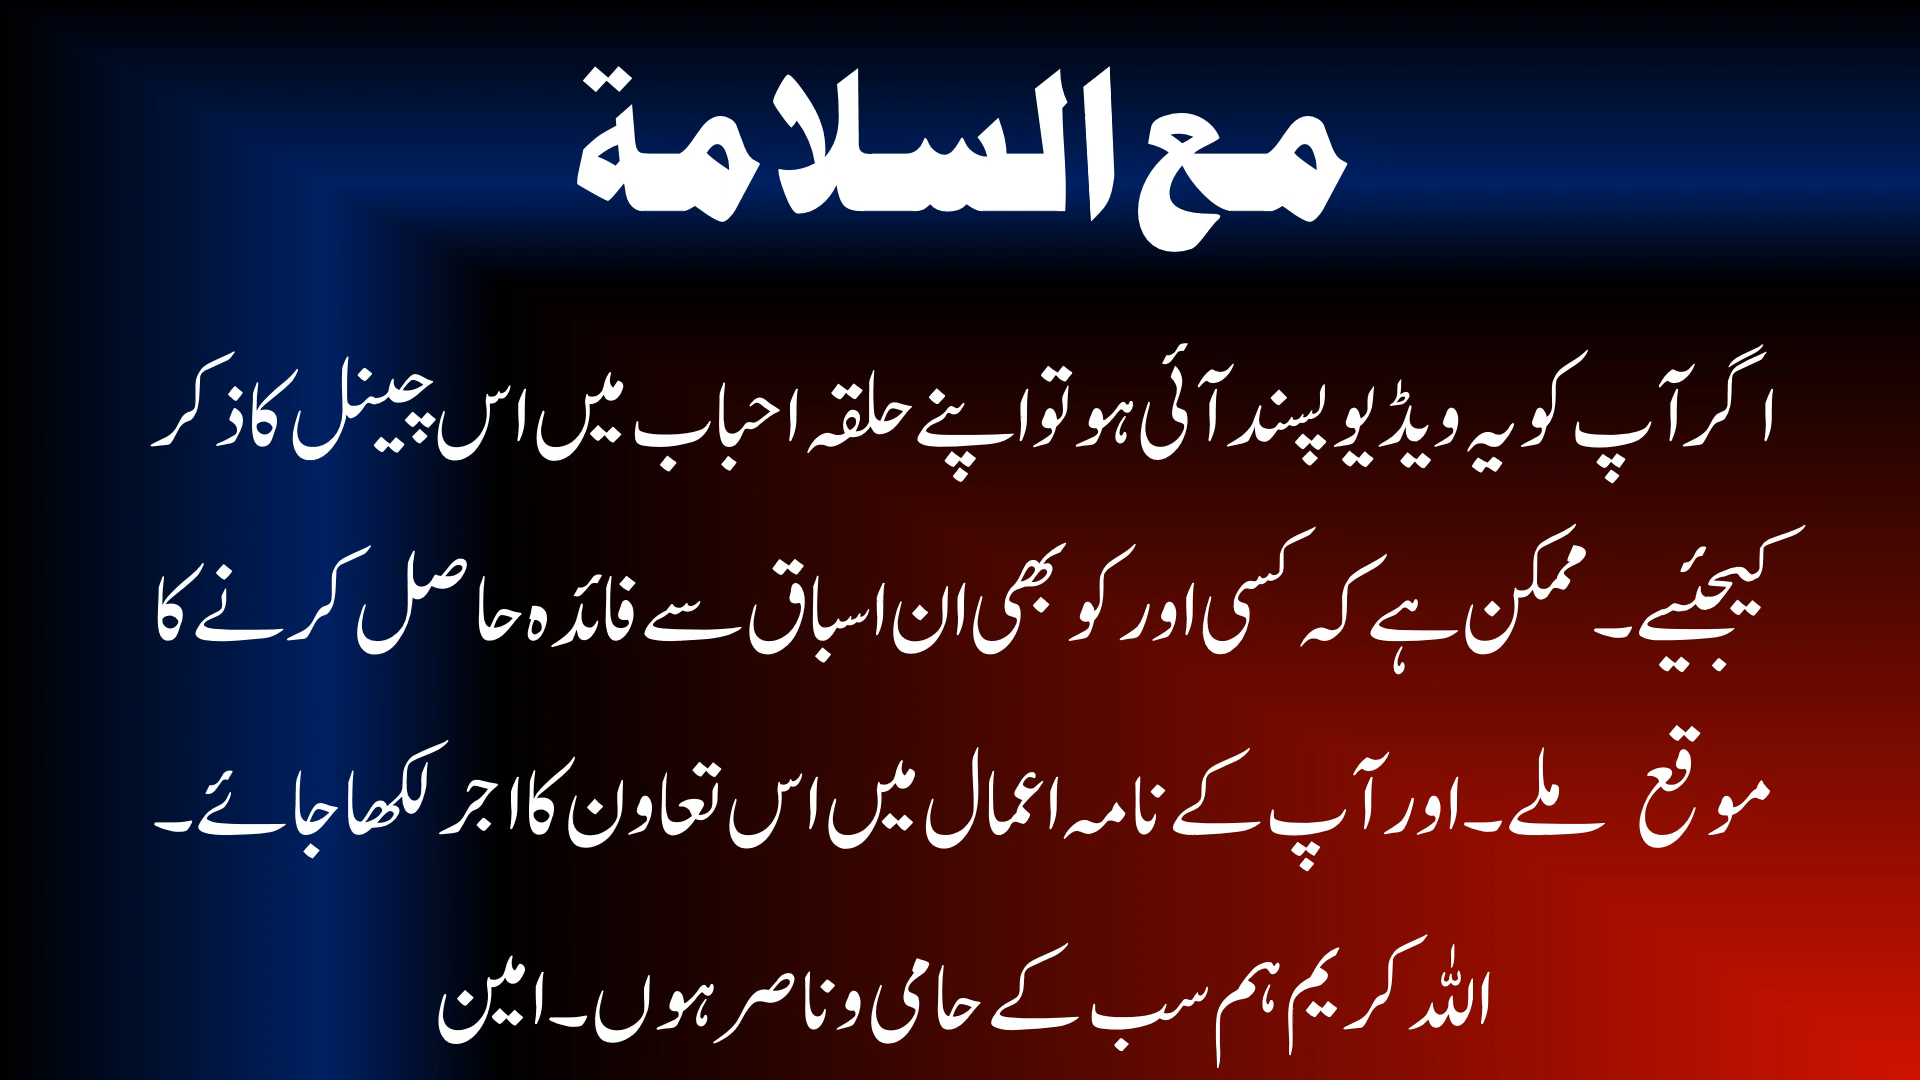 مع السلامة
اگر آپ کو یہ ویڈیو پسند آئی ہو تو اپنے حلقہ احباب میں اس چینل کا ذکر
کیجئیے۔ ممکن ہے کہ کسی اور کو بھی ان اسباق سے فائدہ حاصل کرنے کا
موقع ملے۔ اور آپ کے نامہ اعمال میں اس تعاون کا اجر لکھا جائے۔
اللہ کریم ہم سب کے حامی و ناصر ہوں۔ امین